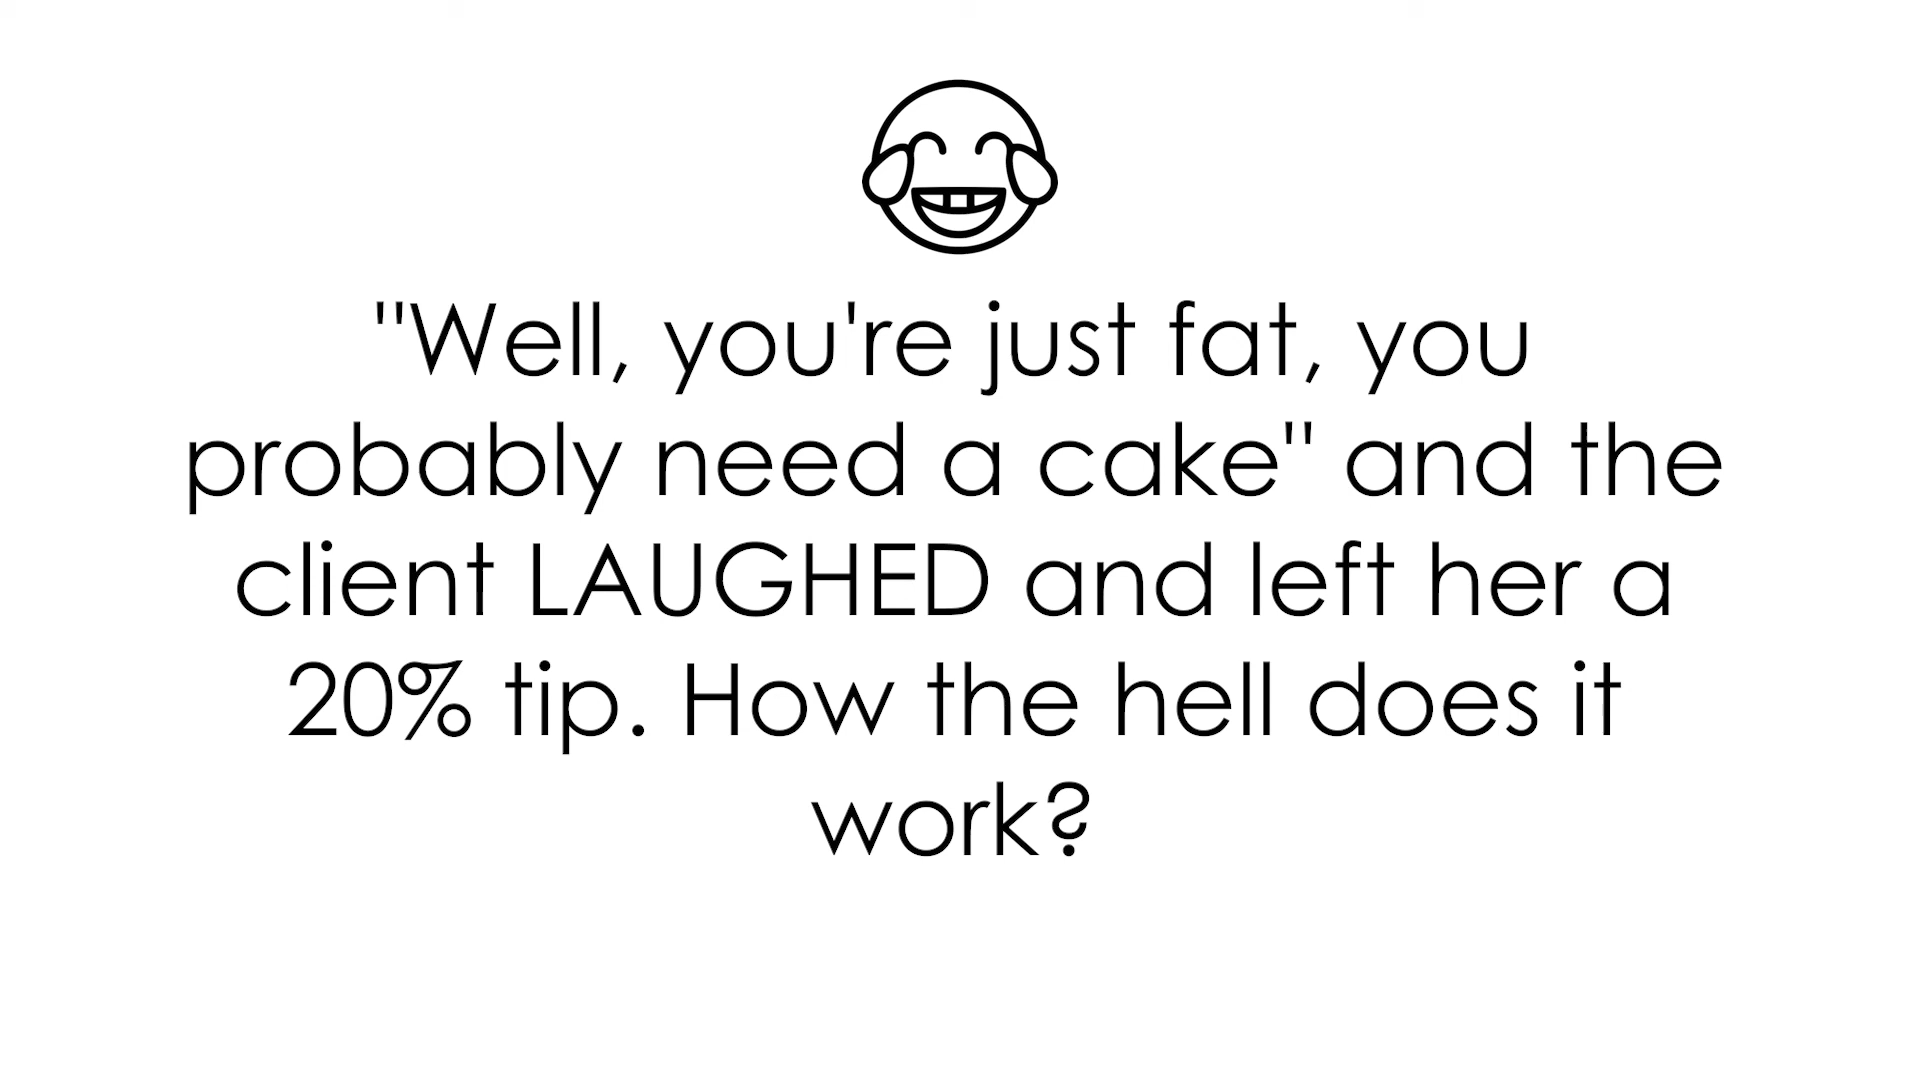 "Well, you're just fat, you
probably need a cake" and the
client LAUGHED and left her a
20% tip. How the hell does it
work?